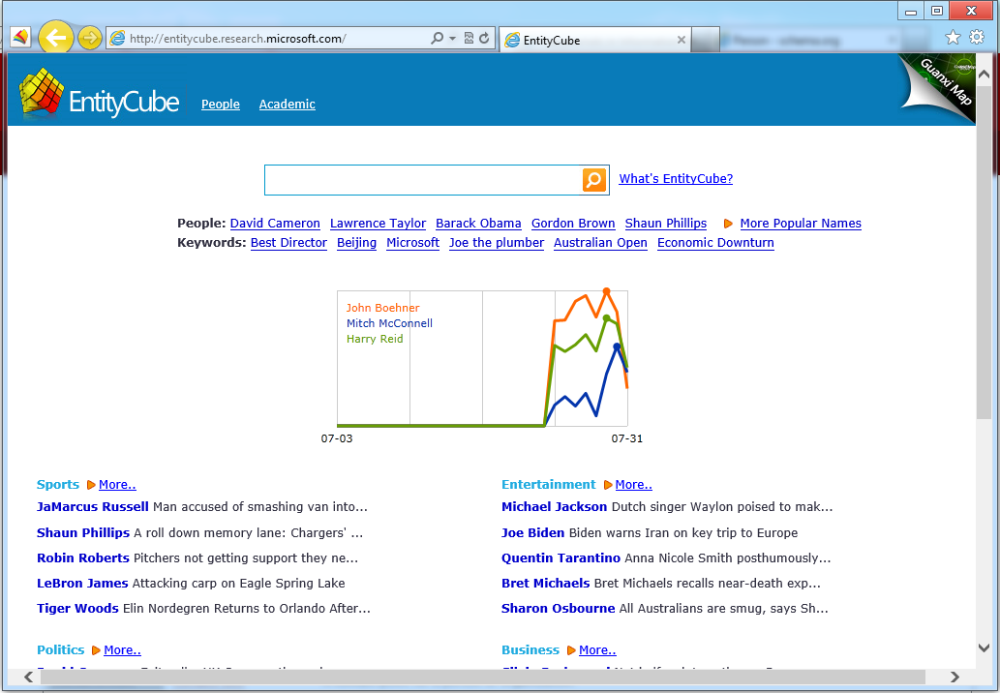 http://entitycube.research.microsoft.com/
EntityCube
EntityCube
People Academic
Guanxi Map
What's EntityCube?
People: David Cameron Lawrence Taylor Barack Obama Gordon Brown Shaun Phillips More Popular Names
Keywords: Best Director Beijing Microsoft Joe the plumber Australian Open Economic Downturn
John Boehner
Mitch McConnell
Harry Reid
07-03 07-31
Sports More..
JaMarcus Russell Man accused of smashing van into...
Shaun Phillips A roll down memory lane: Chargers' ...
Robin Roberts Pitchers not getting support they ne...
LeBron James Attacking carp on Eagle Spring Lake
Tiger Woods Elin Nordegren Returns to Orlando After...
Entertainment More..
Michael Jackson Dutch singer Waylon poised to mak...
Joe Biden Biden warns Iran on key trip to Europe
Quentin Tarantino Anna Nicole Smith posthumously...
Bret Michaels Bret Michaels recalls near-death exp...
Sharon Osbourne All Australians are smug, says Sh...
Politics More..
Business More..